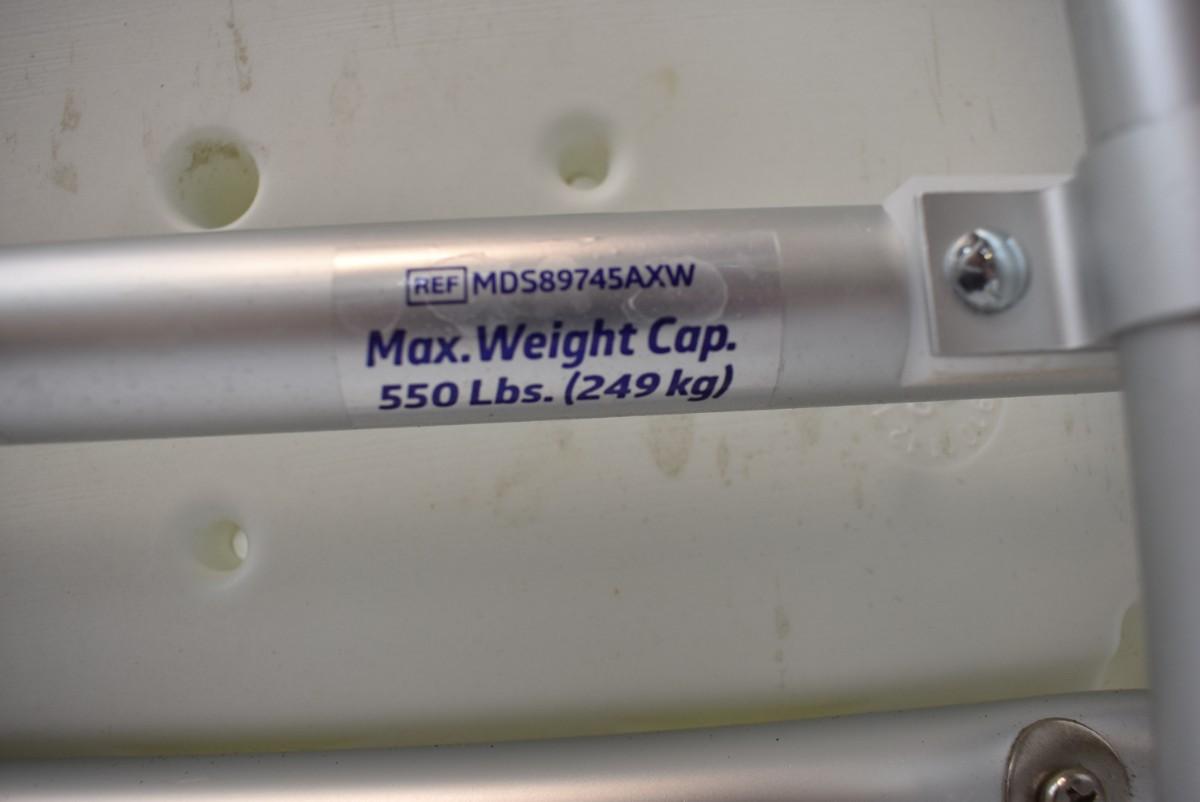 REF MDS89745AXW
Max. Weight Cap.
550 Lbs. (249 kg)